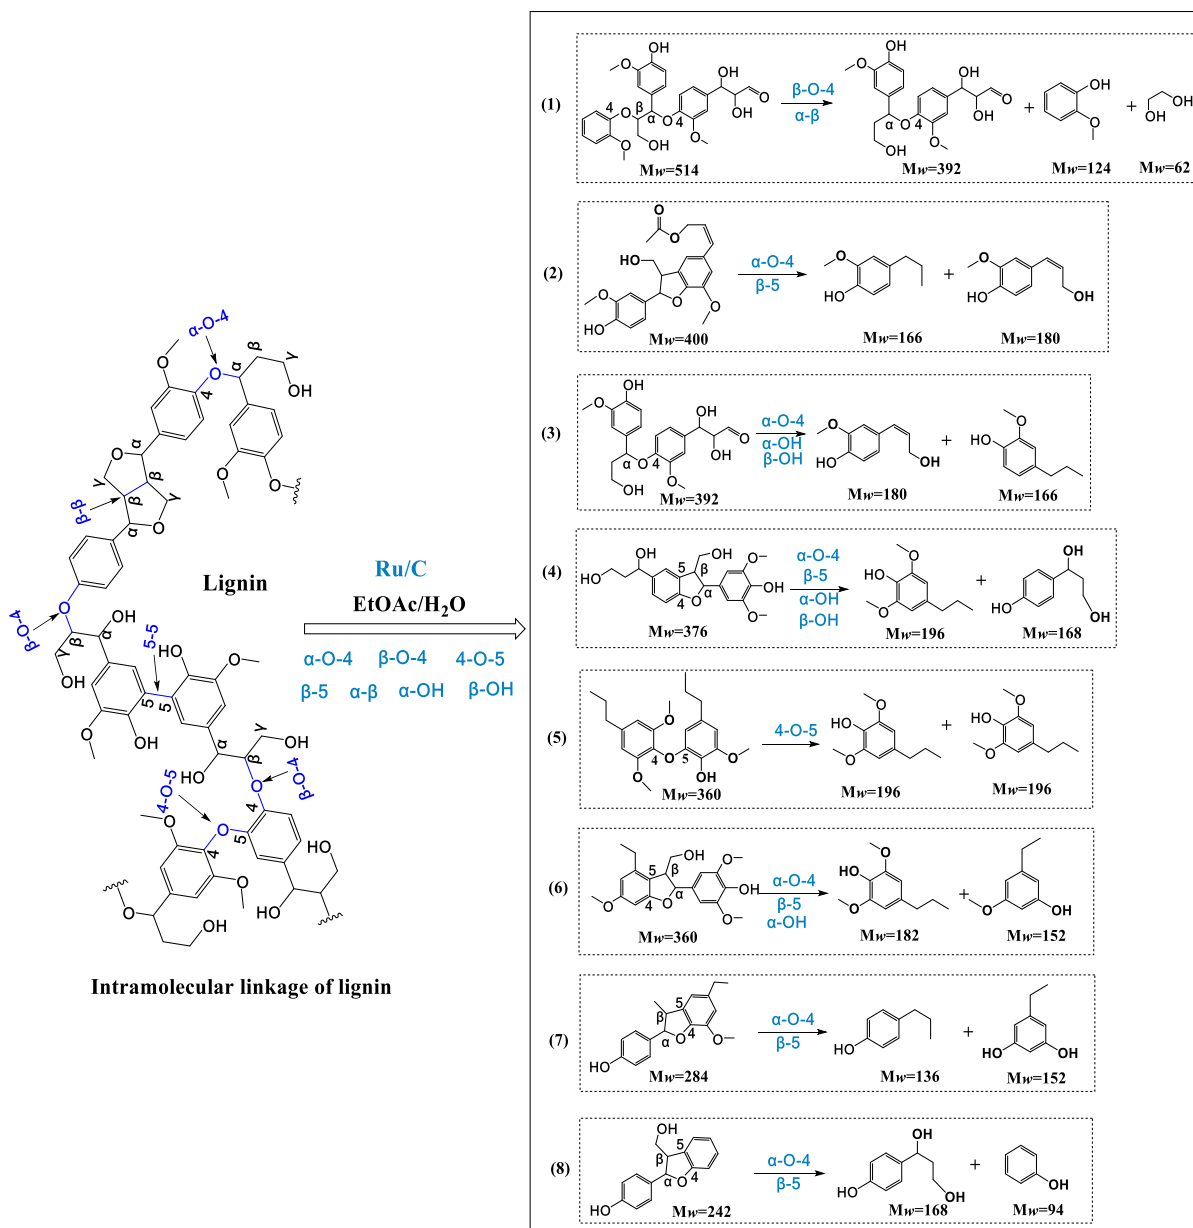 α-O-4
O
O
4
α
β
γ
OH
O
O
α
O
γ
β
β
γ
α
O
β-β
β-O-4
O
β
α
OH
γ
OH
5-5
5
5
O
OH
OH
O
α
OH
β
γ
OH
O
β-O-4
4
4-O-5
O
O
5
4
O
O
α
OH
OH
OH
Lignin
Intramolecular linkage of lignin
Ru/C
EtOAc/H₂O
α-O-4 β-O-4 4-O-5
β-5 α-β α-OH β-OH
(1)
OH
O
4
O
β
α
O
4
OH
O
OH
O
OH
O
Mw=514
β-O-4
α-β
OH
O
OH
O
α
O
4
OH
O
OH
Mw=392
+
OH
O
Mw=124
+
OH
OH
Mw=62
(2)
O
O
HO
O
O
O
HO
Mw=400
α-O-4
β-5
O
HO
Mw=166
+
O
HO
OH
Mw=180
(3)
OH
O
OH
O
α
O
4
OH
O
OH
Mw=392
α-O-4
α-OH
β-OH
O
HO
OH
Mw=180
+
O
HO
Mw=166
(4)
OH
HO
OH
5
β
4
O
α
O
OH
O
Mw=376
α-O-4
β-5
α-OH
β-OH
O
HO
O
Mw=196
+
OH
HO
OH
Mw=168
(5)
O
4
O
5
O
O
OH
Mw=360
4-O-5
O
HO
O
Mw=196
+
O
HO
O
Mw=196
(6)
OH
5
β
O
4
O
α
O
OH
O
Mw=360
α-O-4
β-5
α-OH
O
HO
O
Mw=182
+
O
OH
Mw=152
(7)
β
5
α
O
4
O
HO
Mw=284
α-O-4
β-5
HO
Mw=136
+
HO
OH
Mw=152
(8)
OH
β
5
α
O
4
HO
Mw=242
α-O-4
β-5
OH
HO
OH
Mw=168
+
OH
Mw=94